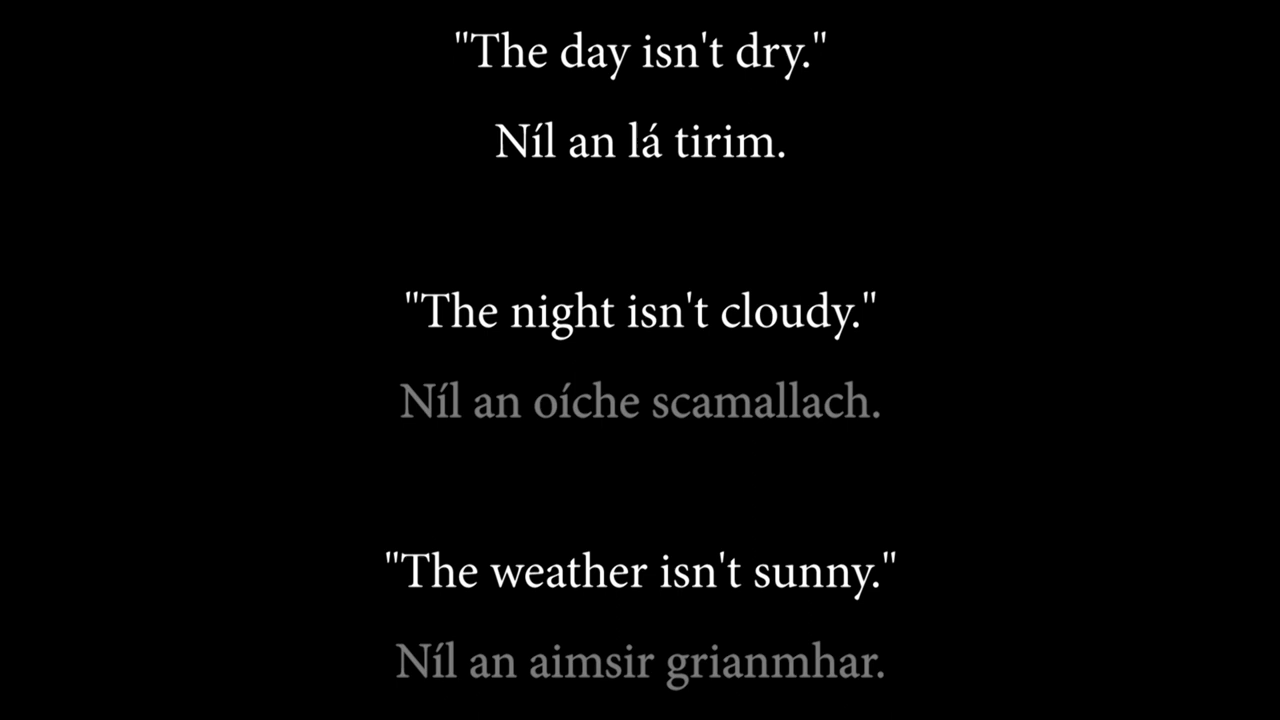 "The day isn't dry."
Níl an lá tirim.
"The night isn't cloudy."
Níl an oíche scamallach.
"The weather isn't sunny."
Níl an aimsir grianmhar.